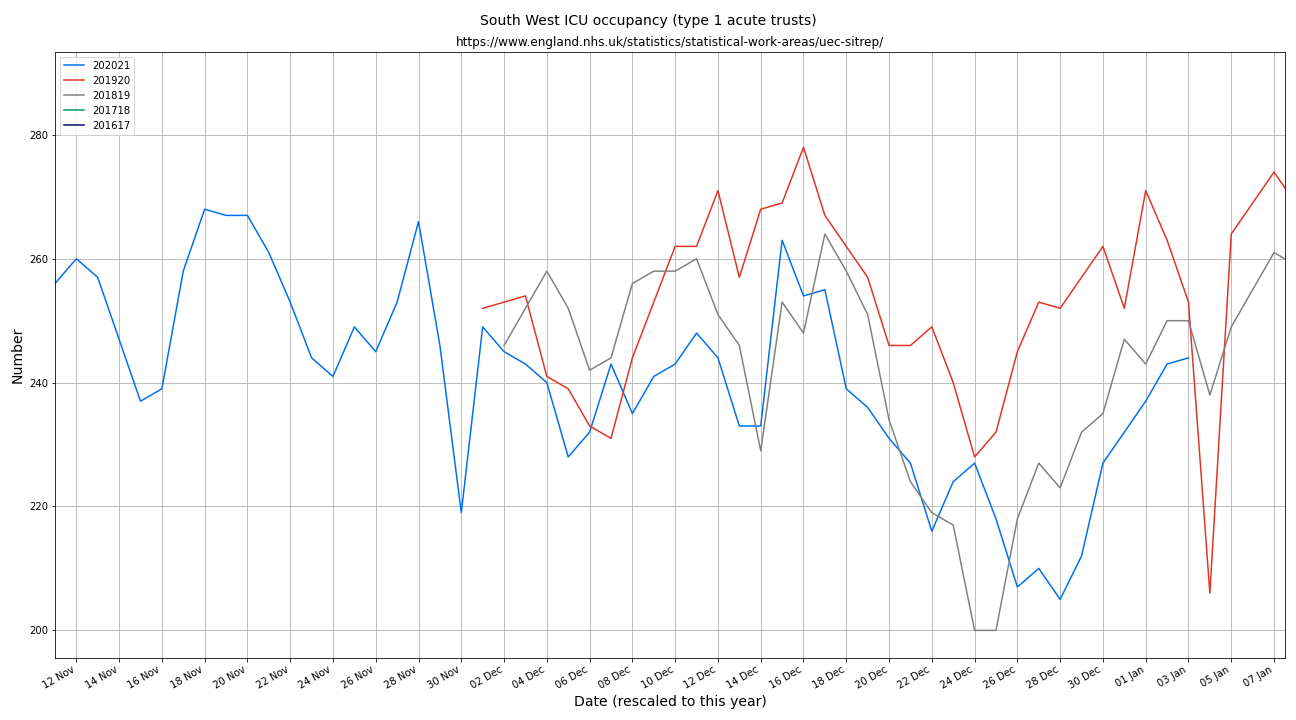 South West ICU occupancy (type 1 acute trusts)
https://www.england.nhs.uk/statistics/statistical-work-areas/uec-sitrep/
202021
201920
201819
201718
201617
Number
280
260
240
220
200
12 Nov
14 Nov
16 Nov
18 Nov
20 Nov
22 Nov
24 Nov
26 Nov
28 Nov
30 Nov
02 Dec
04 Dec
06 Dec
08 Dec
10 Dec
12 Dec
14 Dec
16 Dec
18 Dec
20 Dec
22 Dec
24 Dec
26 Dec
28 Dec
30 Dec
01 Jan
03 Jan
05 Jan
07 Jan
Date (rescaled to this year)